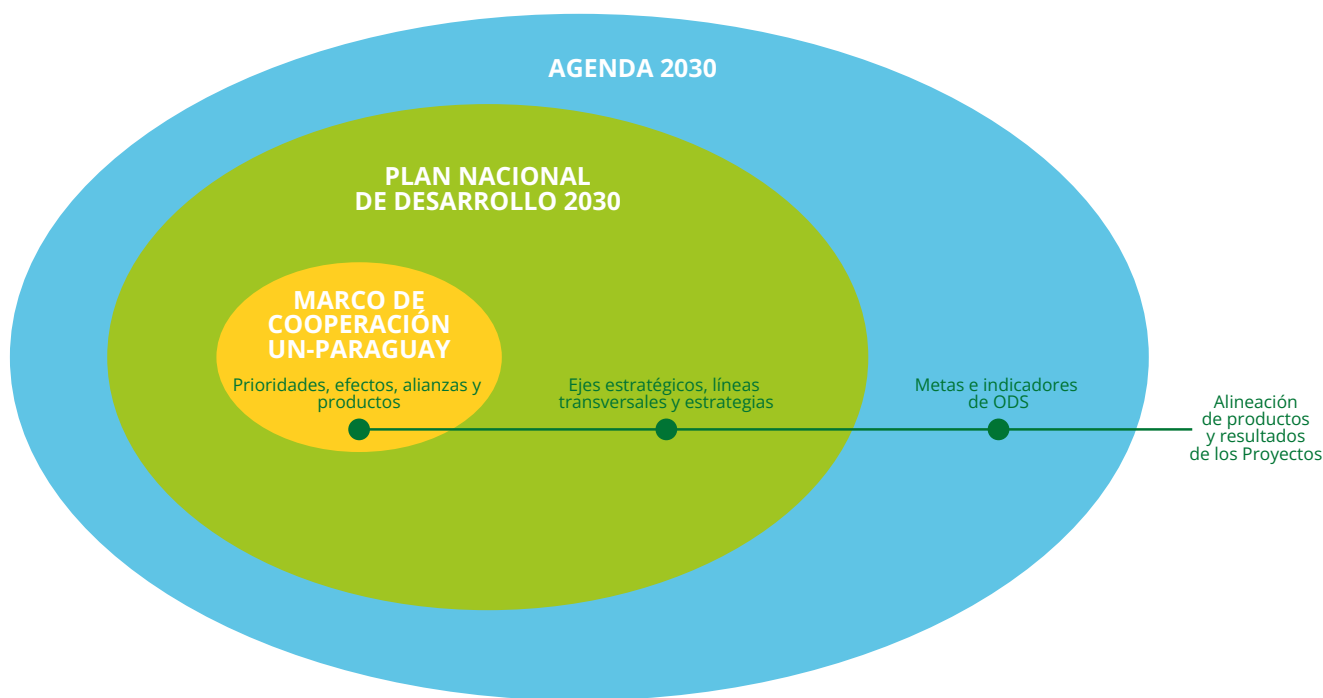 AGENDA 2030
PLAN NACIONAL
DE DESARROLLO 2030
MARCO DE
COOPERACIÓN
UN-PARAGUAY
Prioridades, efectos, alianzas y
productos
Ejes estratégicos, líneas
transversales y estrategias
Metas e indicadores
de ODS
Alineación
de productos
y resultados
de los Proyectos